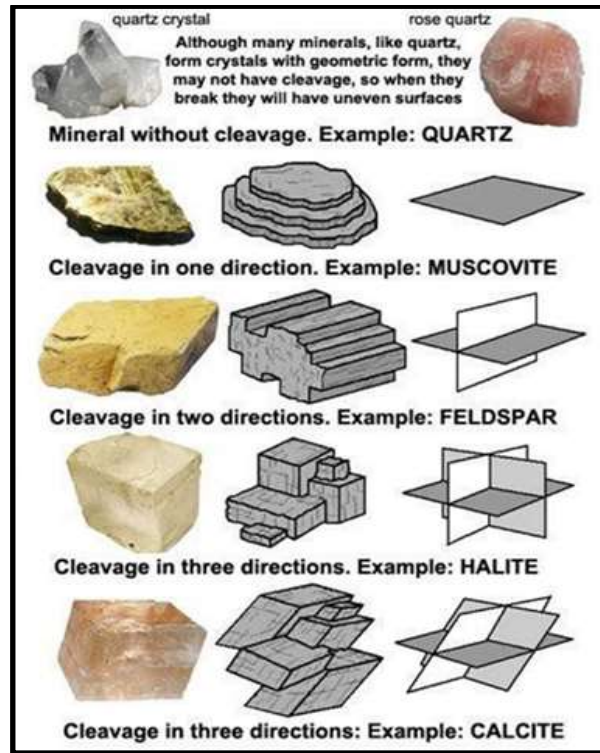 quartz crystal
rose quartz
Although many minerals, like quartz,
form crystals with geometric form, they
may not have cleavage, so when they
break they will have uneven surfaces
Mineral without cleavage. Example: QUARTZ
Cleavage in one direction. Example: MUSCOVITE
Cleavage in two directions. Example: FELDSPAR
Cleavage in three directions. Example: HALITE
Cleavage in three directions: Example: CALCITE